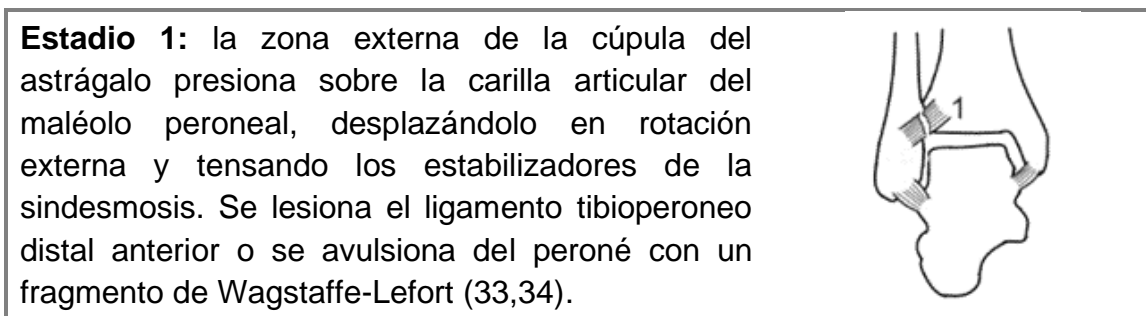 Estadio 1: la zona externa de la cúpula del
astrágalo presiona sobre la carilla articular del
maléolo peroneal, desplazándolo en rotación
externa y tensando los estabilizadores de la
sindesmosis. Se lesiona el ligamento tibioperoneo
distal anterior o se avulsiona del peroné con un
fragmento de Wagstaffe-Lefort (33,34).
1